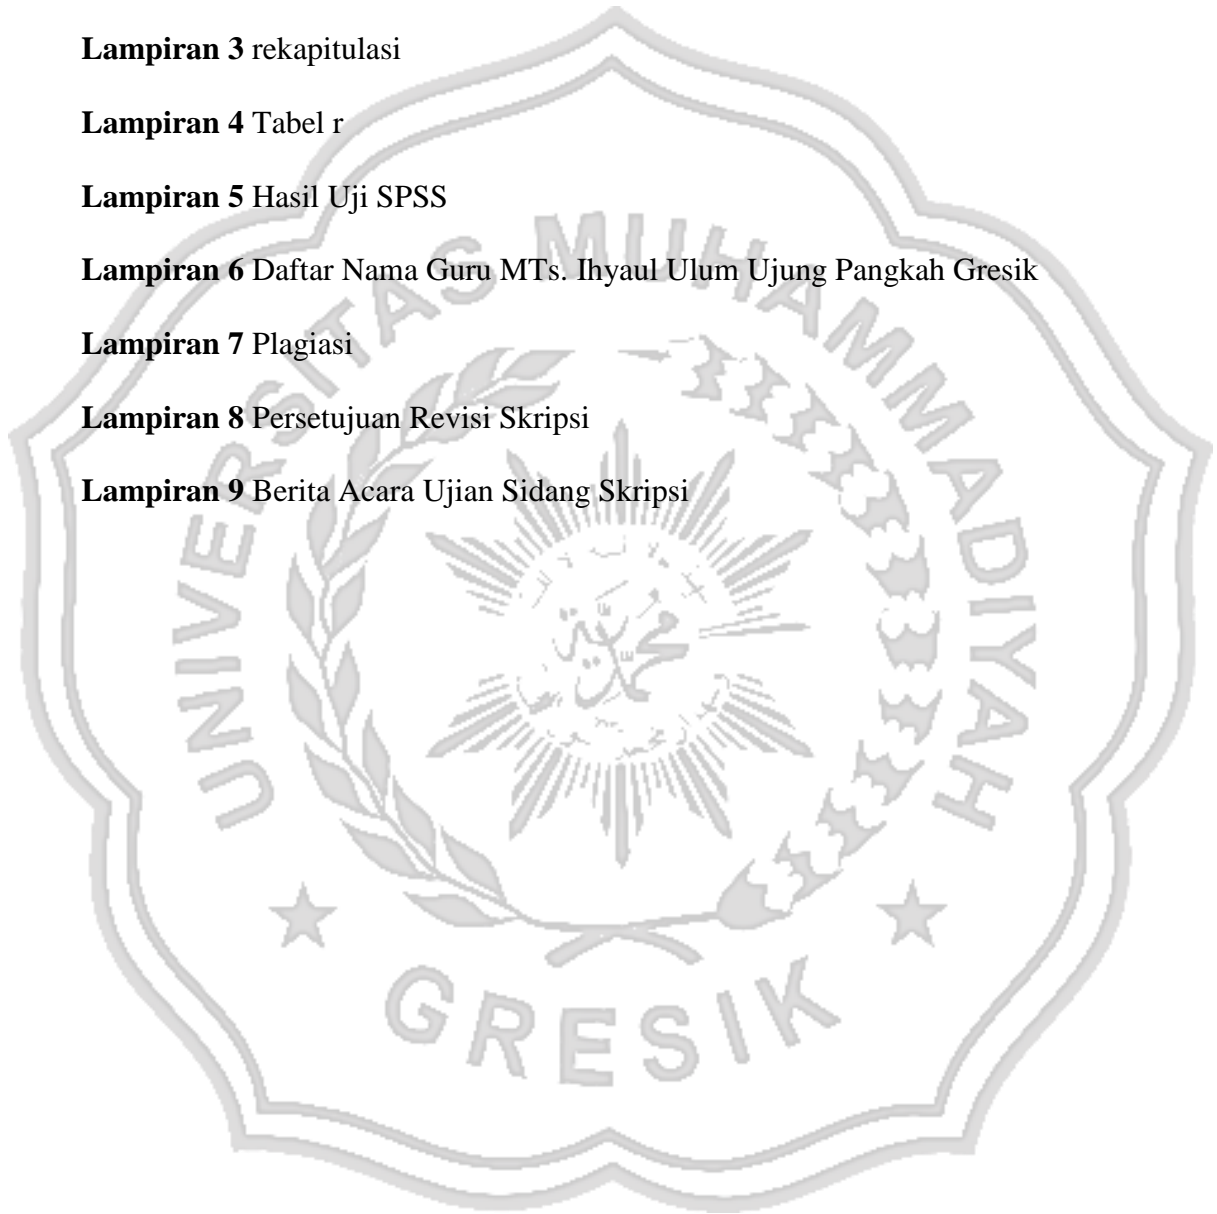 Lampiran 3 rekapitulasi
Lampiran 4 Tabel r
Lampiran 5 Hasil Uji SPSS
Lampiran 6 Daftar Nama Guru MTs. Ihyaul Ulum Ujung Pangkah Gresik
Lampiran 7 Plagiasi
Lampiran 8 Persetujuan Revisi Skripsi
Lampiran 9 Berita Acara Ujian Sidang Skripsi
UNIVERSITAS MUHAMMADIYAH
محمدية
GRESIK